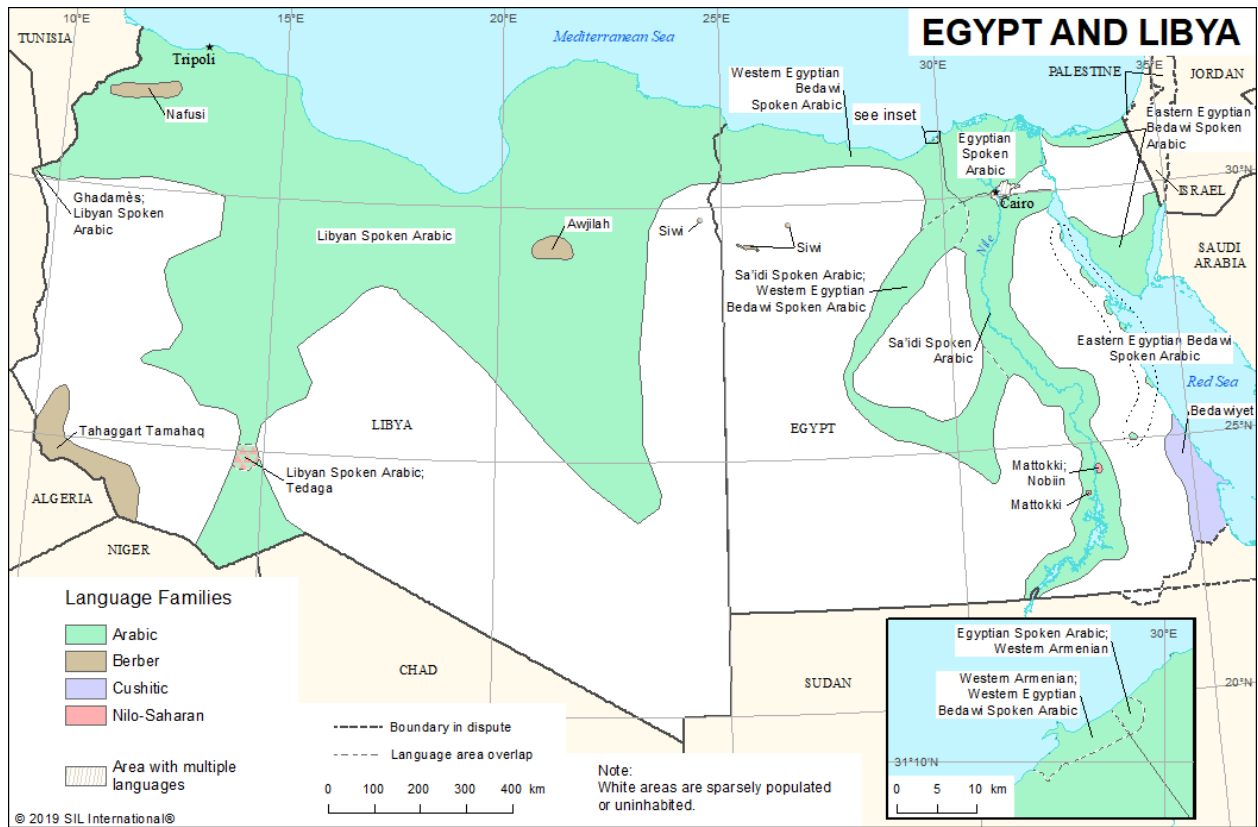 EGYPT AND LIBYA
10°E
15°E
20°E
25°E
30°E
35°E
TUNISIA
Tripoli
Mediterranean Sea
Western Egyptian
Bedawi
Spoken Arabic
PALESTINE
JORDAN
see inset
Egyptian
Spoken
Arabic
Eastern Egyptian
Bedawi Spoken
Arabic
Nafusi
30°N
ISRAEL
Cairo
Ghadamès;
Libyan Spoken
Arabic
Libyan Spoken Arabic
Awjilah
Siwi
Siwi
Nile
SAUDI
ARABIA
Sa'idi Spoken Arabic;
Western Egyptian
Bedawi Spoken Arabic
Sa'idi Spoken
Arabic
Eastern Egyptian Bedawi
Spoken Arabic
Red Sea
Bedawiyet
25°N
Tahaggart Tamahaq
LIBYA
EGYPT
Libyan Spoken Arabic;
Tedaga
Mattokki;
Nobiin
Mattokki
ALGERIA
NIGER
CHAD
SUDAN
20°N
Language Families
Arabic
Berber
Cushitic
Nilo-Saharan
Area with multiple
languages
Boundary in dispute
Language area overlap
0 100 200 300 400 km
Note:
White areas are sparsely populated
or uninhabited.
Egyptian Spoken Arabic;
Western Armenian
30°E
Western Armenian;
Western Egyptian
Bedawi Spoken Arabic
31°10'N
0 5 10 km
© 2019 SIL International®